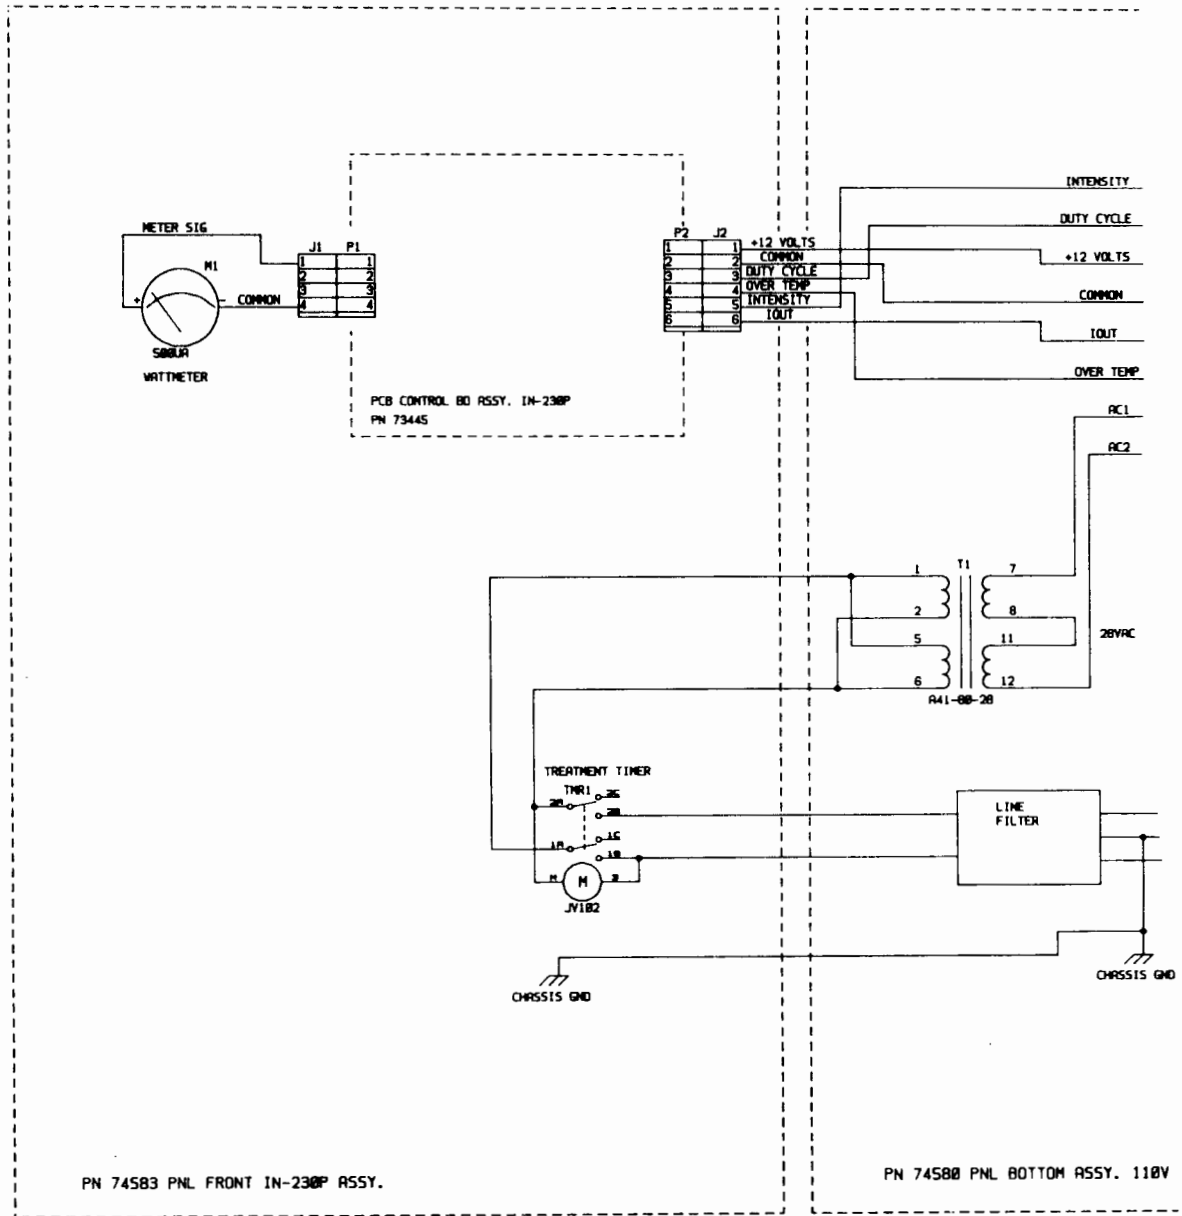 INTENSITY
DUTY CYCLE
METER SIG
+12 VOLTS
+12 VOLTS
J1 P1
P2 J2
M1
COMMON
DUTY CYCLE
OVER TEMP
INTENSITY
IOUT
1 1
2 2
3 3
4 4
1 1
2 2
3 3
4 4
5 5
6 6
+ -
COMMON
COMMON
IOUT
500UA
WATTMETER
OVER TEMP
PCB CONTROL BD ASSY. IN-230P
PN 73445
AC1
AC2
T1
1 7
2 8
5 11
28VAC
6 12
A41-80-28
TREATMENT TIMER
TMR1
2A 2C
2B
1A 1C
1B
M M
JV102
LINE
FILTER
CHASSIS GND
CHASSIS GND
PN 74583 PNL FRONT IN-230P ASSY.
PN 74580 PNL BOTTOM ASSY. 110V